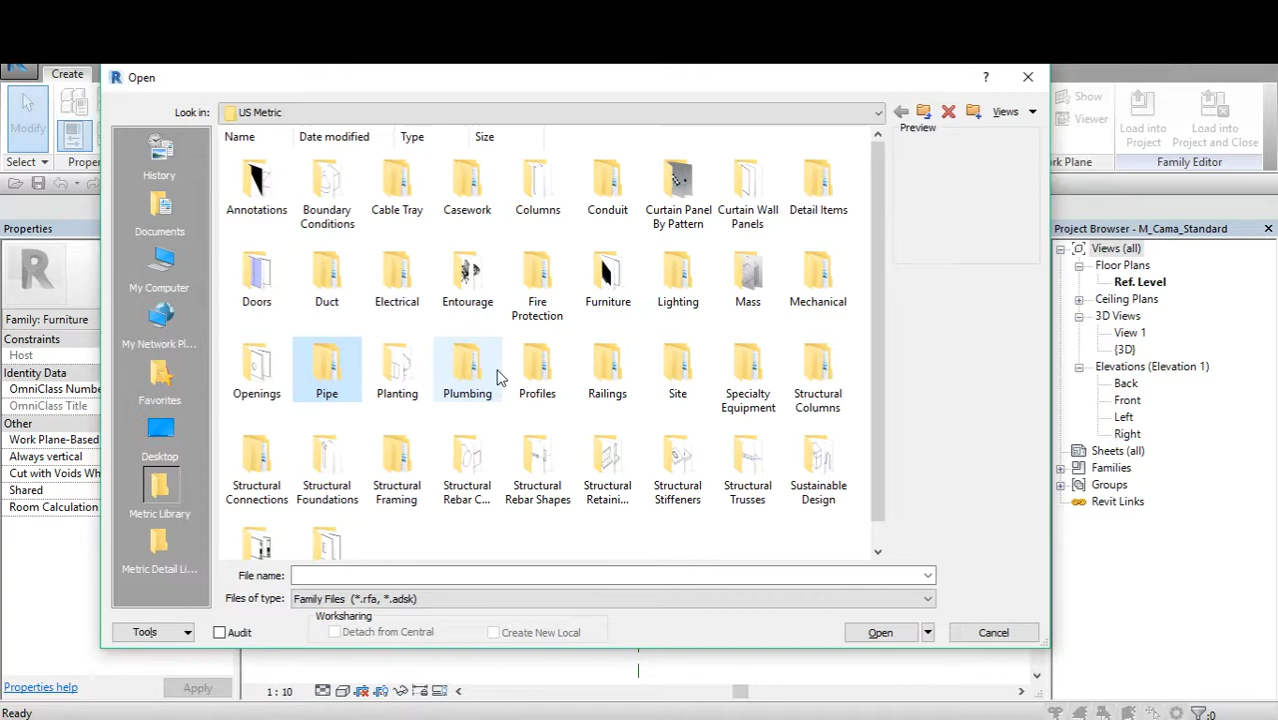 Create
Open
?
Look in:
US Metric
Views
Name
Date modified
Type
Size
Preview
History
Documents
My Computer
My Network Pl...
Favorites
Desktop
Metric Library
Metric Detail Li...
Annotations
Boundary
Conditions
Cable Tray
Casework
Columns
Conduit
Curtain Panel
By Pattern
Curtain Wall
Panels
Detail Items
Doors
Duct
Electrical
Entourage
Fire
Protection
Furniture
Lighting
Mass
Mechanical
Openings
Pipe
Planting
Plumbing
Profiles
Railings
Site
Specialty
Equipment
Structural
Columns
Structural
Connections
Structural
Foundations
Structural
Framing
Structural
Rebar C...
Structural
Rebar Shapes
Structural
Retaini...
Structural
Stiffeners
Structural
Trusses
Sustainable
Design
File name:
Files of type:
Family Files (*.rfa, *.adsk)
Worksharing
Tools
Audit
Detach from Central
Create New Local
Open
Cancel
Modify
Select
Proper
Properties
R
Family: Furniture
Constraints
Host
Identity Data
OmniClass Numb
OmniClass Title
Other
Work Plane-Based
Always vertical
Cut with Voids Wh
Shared
Room Calculation
Properties help
Apply
Ready
1 : 10
Show
Viewer
rk Plane
Load into
Project
Load into
Project and Close
Family Editor
Project Browser - M_Cama_Standard
Views (all)
Floor Plans
Ref. Level
Ceiling Plans
3D Views
View 1
{3D}
Elevations (Elevation 1)
Back
Front
Left
Right
Sheets (all)
Families
Groups
Revit Links
:0